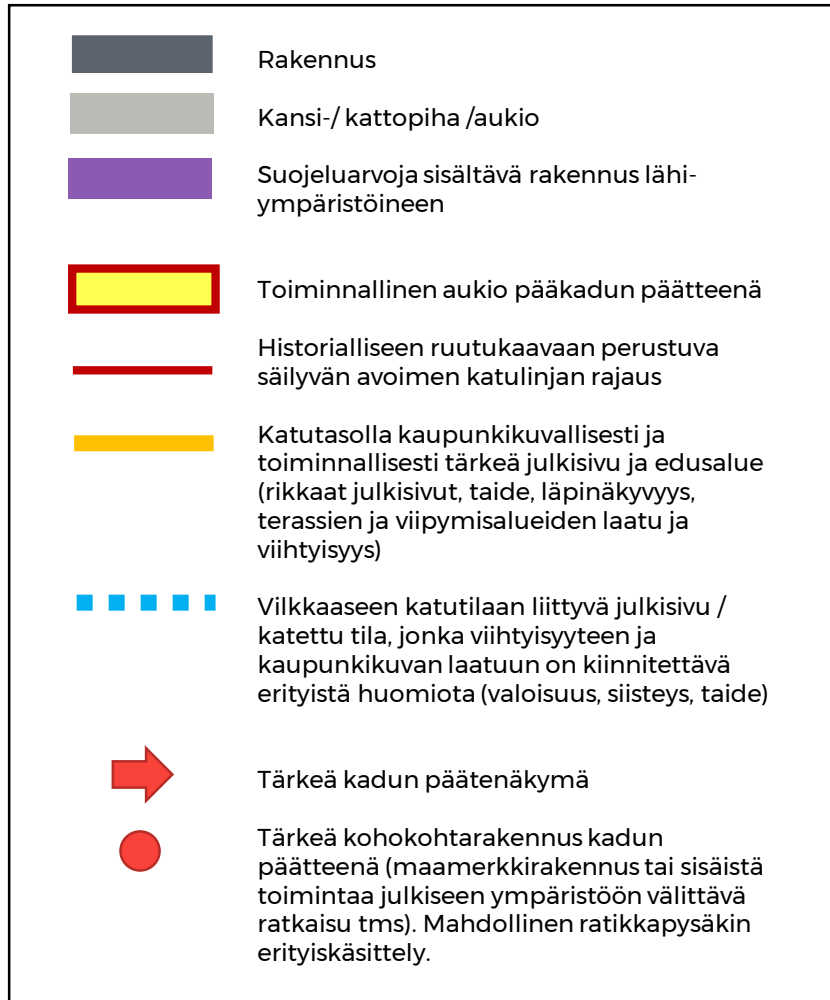 Rakennus
Kansi-/ kattopiha /aukio
Suojeluarvoja sisältävä rakennus lähi-
ympäristöineen
Toiminnallinen aukio pääkadun päätteenä
Historialliseen ruutukaavaan perustuva
säilyvän avoimen katulinjan rajaus
Katutasolla kaupunkikuvallisesti ja
toiminnallisesti tärkeä julkisivu ja edusalue
(rikkaat julkisivut, taide, läpinäkyvyys,
terassien ja viipymisalueiden laatu ja
viihtyisyys)
Vilkkaaseen katutilaan liittyvä julkisivu /
katettu tila, jonka viihtyisyyteen ja
kaupunkikuvan laatuun on kiinnitettävä
erityistä huomiota (valoisuus, siisteys, taide)
Tärkeä kadun päätenäkymä
Tärkeä kohokohtarakennus kadun
päätteenä (maamerkkirakennus tai sisäistä
toimintaa julkiseen ympäristöön välittävä
ratkaisu tms). Mahdollinen ratikkapysäkin
erityiskäsittely.